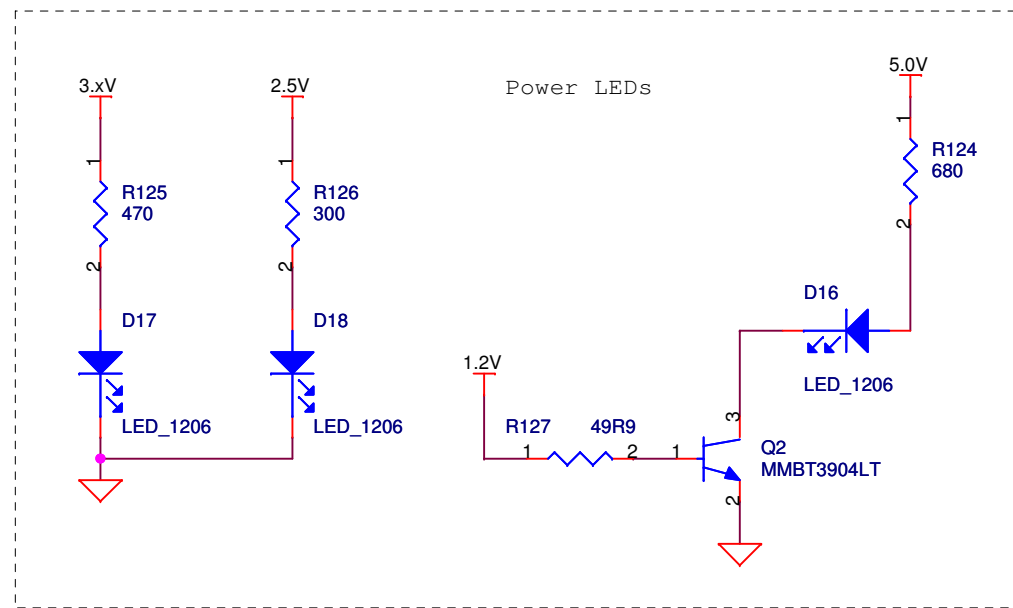 3.xV
2.5V
Power LEDs
5.0V
1
1
1
R125
470
R126
300
R124
680
2
2
2
D17
D18
D16
1.2V
LED_1206
LED_1206
LED_1206
R127
49R9
1
2
1
3
Q2
MMBT3904LT
2